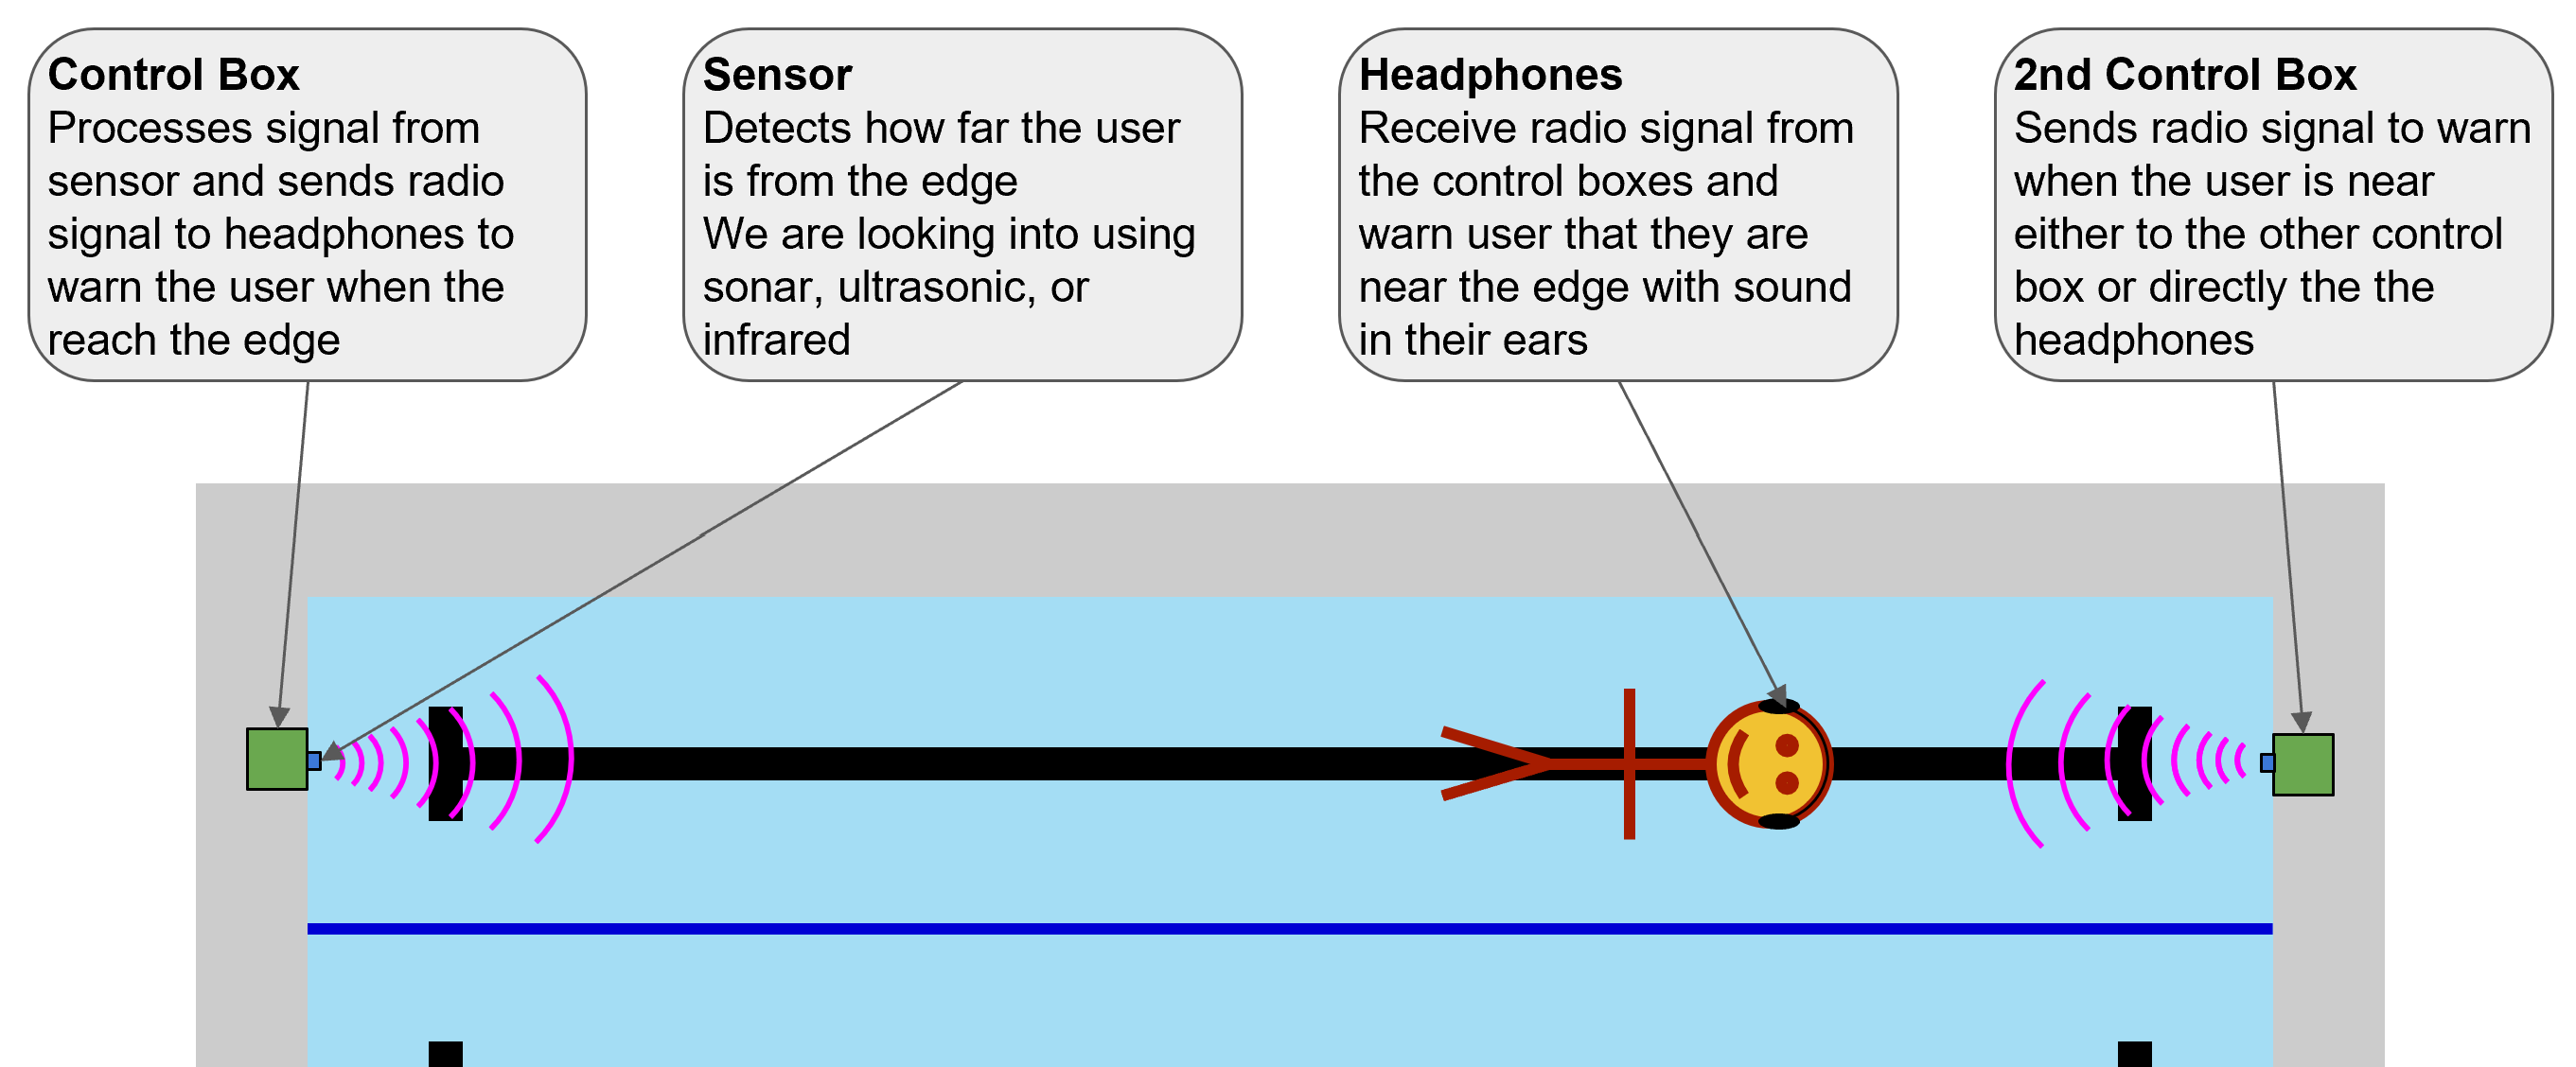 Control Box
Processes signal from
sensor and sends radio
signal to headphones to
warn the user when the
reach the edge
Sensor
Detects how far the user
is from the edge
We are looking into using
sonar, ultrasonic, or
infrared
Headphones
Receive radio signal from
the control boxes and
warn user that they are
near the edge with sound
in their ears
2nd Control Box
Sends radio signal to warn
when the user is near
either to the other control
box or directly the the
headphones